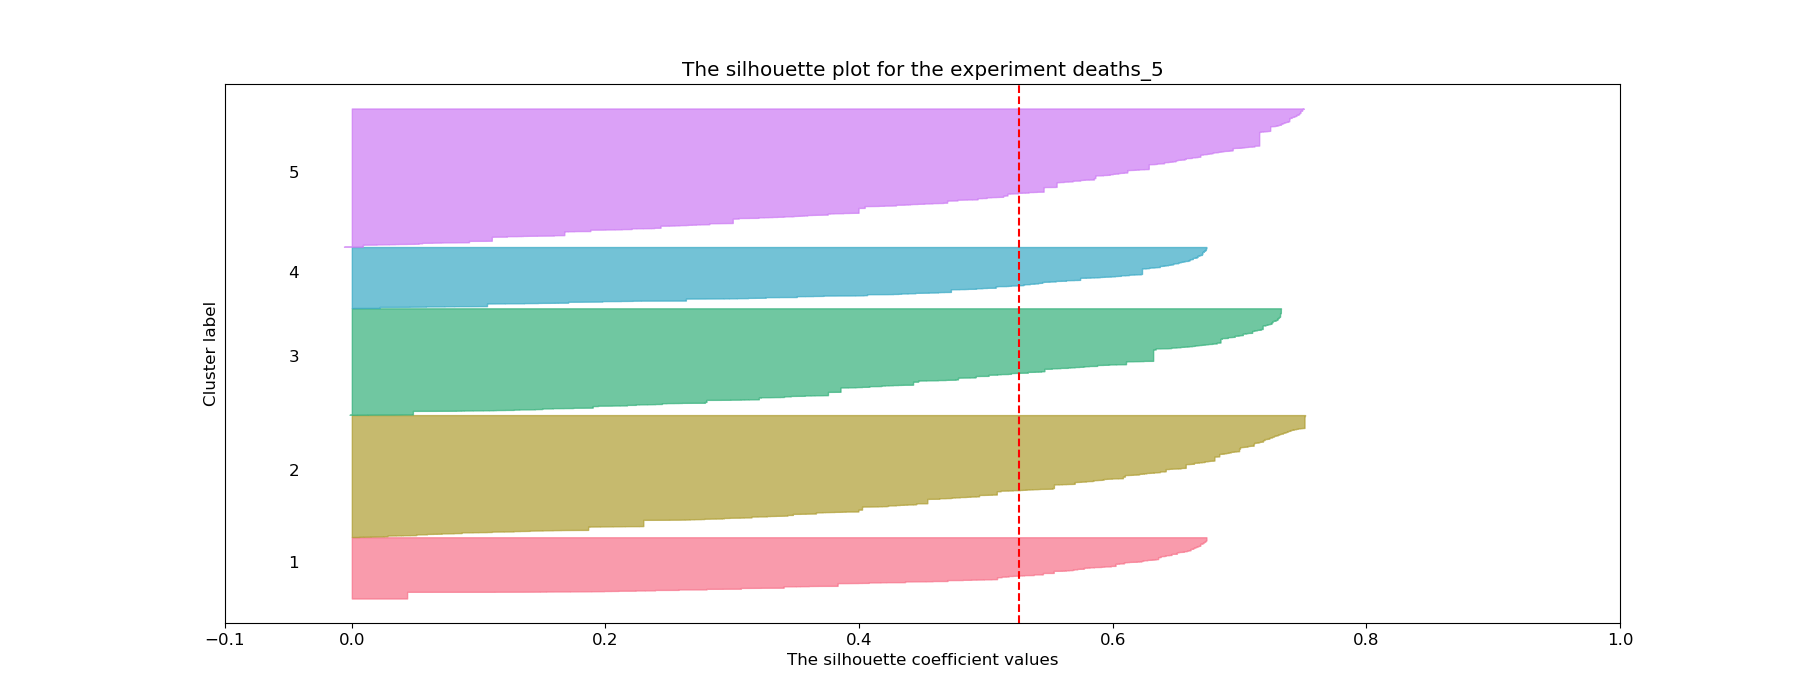 The silhouette plot for the experiment deaths_5
Cluster label
5
4
3
2
1
−0.1 0.0 0.2 0.4 0.6 0.8 1.0
The silhouette coefficient values